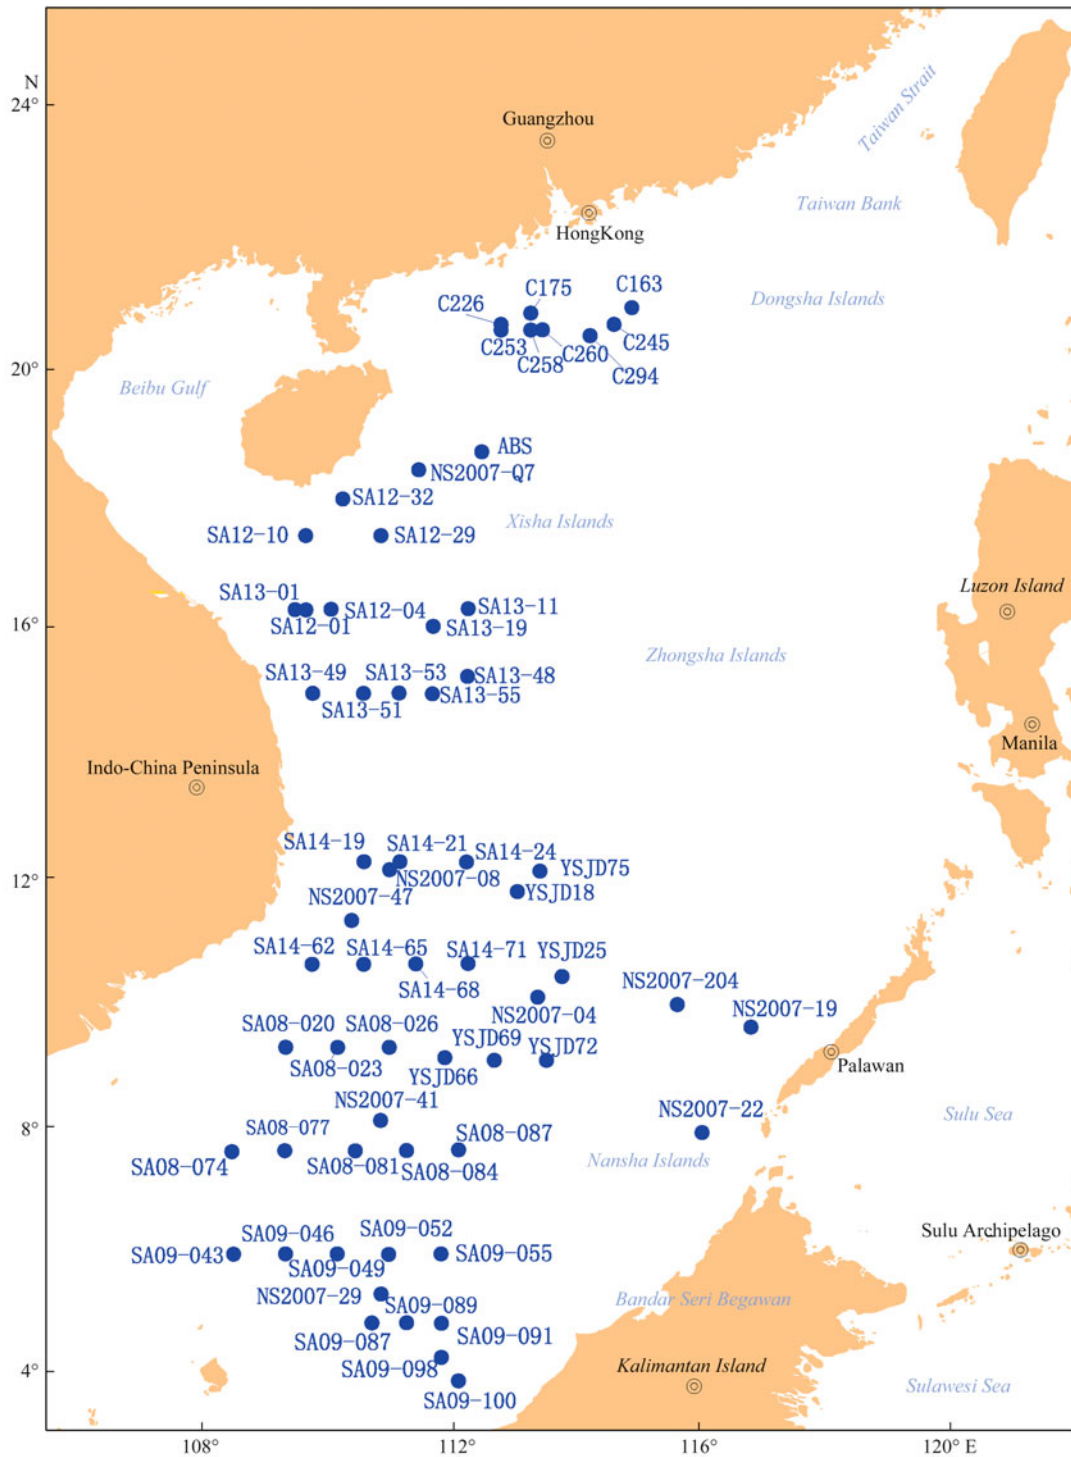 N
24°
Guangzhou
Taiwan Strait
Taiwan Bank
HongKong
C175
C163
Dongsha Islands
C226
C253
C258
C260
C245
C294
20°
Beibu Gulf
ABS
NS2007-Q7
SA12-32
Xisha Islands
SA12-10
SA12-29
Luzon Island
SA13-01
SA12-04
SA13-11
SA12-01
SA13-19
16°
Zhongsha Islands
SA13-49
SA13-53
SA13-48
SA13-51
SA13-55
Manila
Indo-China Peninsula
SA14-19
SA14-21
SA14-24
YSJD75
NS2007-08
12°
NS2007-47
YSJD18
SA14-62
SA14-65
SA14-71
YSJD25
SA14-68
NS2007-204
NS2007-04
NS2007-19
SA08-020
SA08-026
YSJD69
YSJD72
SA08-023
YSJD66
Palawan
NS2007-41
NS2007-22
Sulu Sea
8°
SA08-077
SA08-087
SA08-074
SA08-081
SA08-084
Nansha Islands
SA09-046
SA09-052
Sulu Archipelago
SA09-043
SA09-049
SA09-055
NS2007-29
SA09-089
Bandar Seri Begawan
SA09-087
SA09-091
SA09-098
4°
Kalimantan Island
SA09-100
Sulawesi Sea
108°
112°
116°
120° E